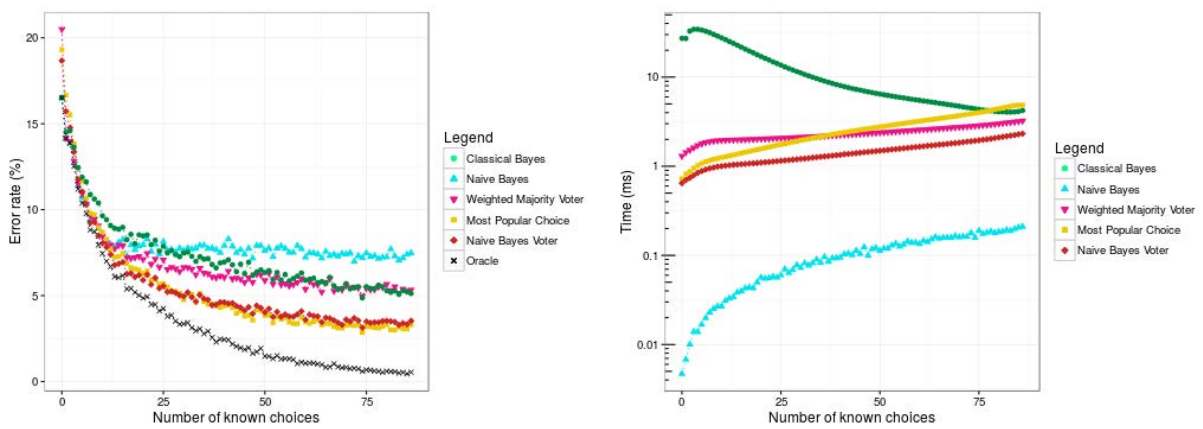 Error rate (%)
20
15
10
5
0
0
25
50
75
Number of known choices
Legend
Classical Bayes
Naive Bayes
Weighted Majority Voter
Most Popular Choice
Naive Bayes Voter
Oracle
Time (ms)
10
1
0.1
0.01
0
25
50
75
Number of known choices
Legend
Classical Bayes
Naive Bayes
Weighted Majority Voter
Most Popular Choice
Naive Bayes Voter